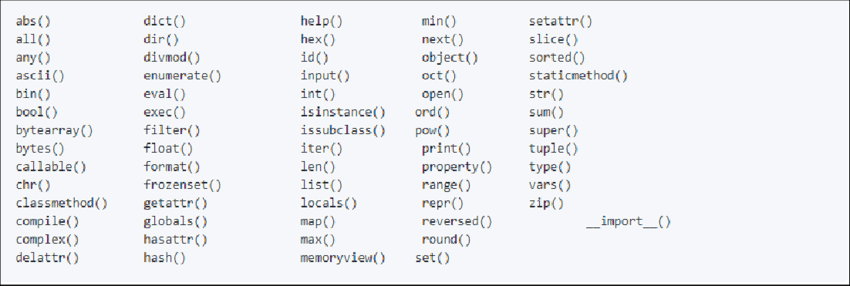 abs() dict() help() min() setattr()
all() dir() hex() next() slice()
any() divmod() id() object() sorted()
ascii() enumerate() input() oct() staticmethod()
bin() eval() int() open() str()
bool() exec() isinstance() ord() sum()
bytearray() filter() issubclass() pow() super()
bytes() float() iter() print() tuple()
callable() format() len() property() type()
chr() frozenset() list() range() vars()
classmethod() getattr() locals() repr() zip()
compile() globals() map() reversed() __import__()
complex() hasattr() max() round()
delattr() hash() memoryview() set()